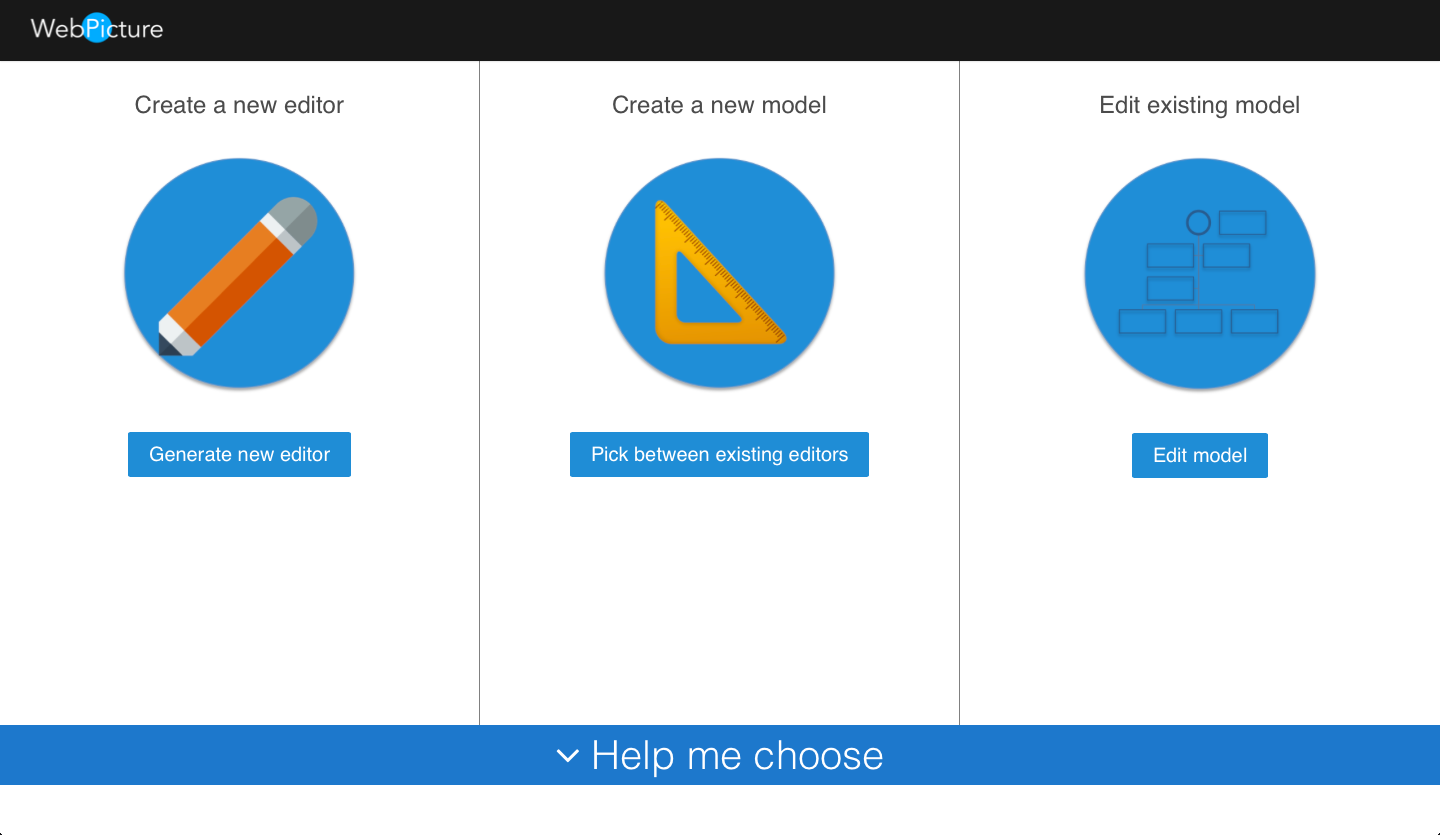 WebPicture
Create a new editor
Create a new model
Edit existing model
Generate new editor
Pick between existing editors
Edit model
Help me choose